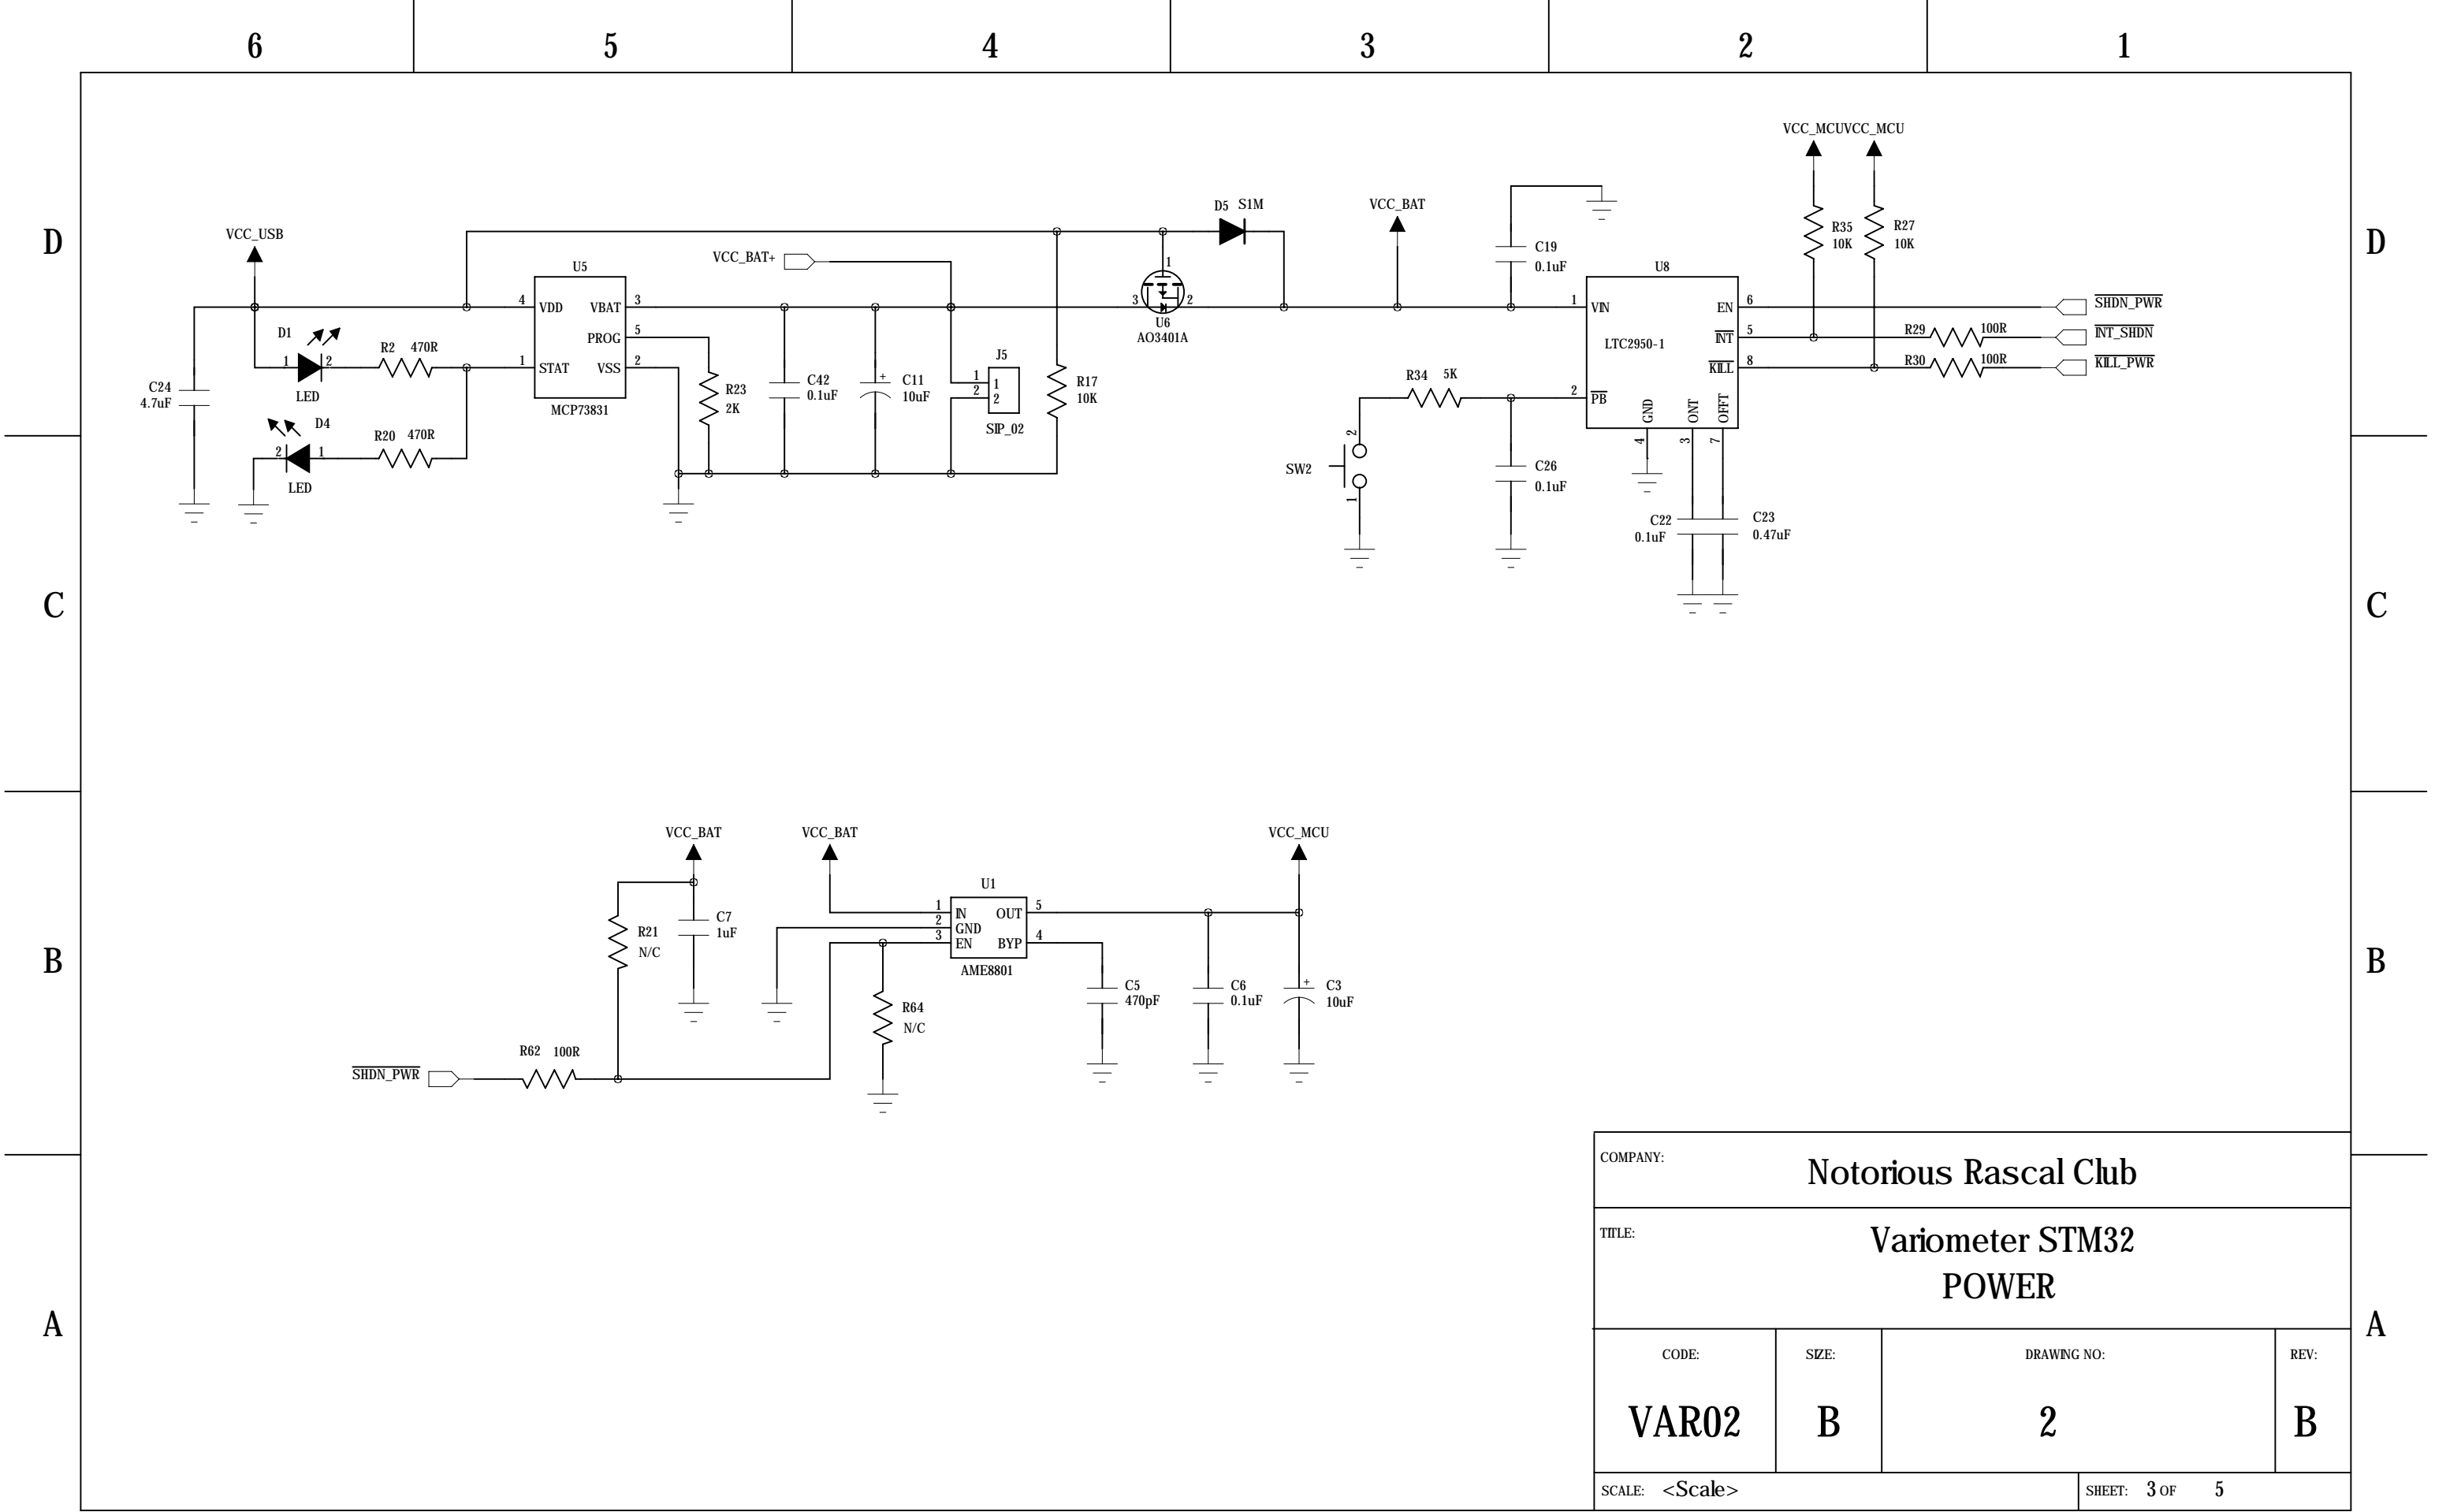 6 5 4 3 2 1
VCC_MCU VCC_MCU
D5 S1M
VCC_BAT
R35 10K
R27 10K
D
VCC_USB
VCC_BAT+
C19 0.1uF
D
U5
1
U8
4 VDD VBAT 3
3 2
1 VIN EN 6
SHDN_PWR
U6
AO3401A
D1
PROG 5
LTC2950-1
INT 5
R29 100R
INT_SHDN
1 2
R2 470R
1 STAT VSS 2
J5
KILL 8
R30 100R
KILL_PWR
LED
MCP73831
C24
4.7uF
R23
2K
C42
0.1uF
+
C11
10uF
1 1
2 2
SIP_02
R17
10K
R34 5K
2 PB
GND ONT OFFT
4 3 7
D4
R20 470R
2 1
LED
2
SW2
1
C26
0.1uF
C22
0.1uF
C23
0.47uF
C C
VCC_BAT
VCC_BAT
VCC_MCU
U1
1 IN OUT 5
2 GND
3 EN BYP 4
AME8801
R21
N/C
C7
1uF
B B
R64
N/C
C5
470pF
C6
0.1uF
+
C3
10uF
SHDN_PWR
R62 100R
COMPANY:
Notorious Rascal Club
TITLE:
Variometer STM32
POWER
A A
CODE: SIZE: DRAWING NO: REV:
VAR02 B 2 B
SCALE: <Scale> SHEET: 3 OF 5